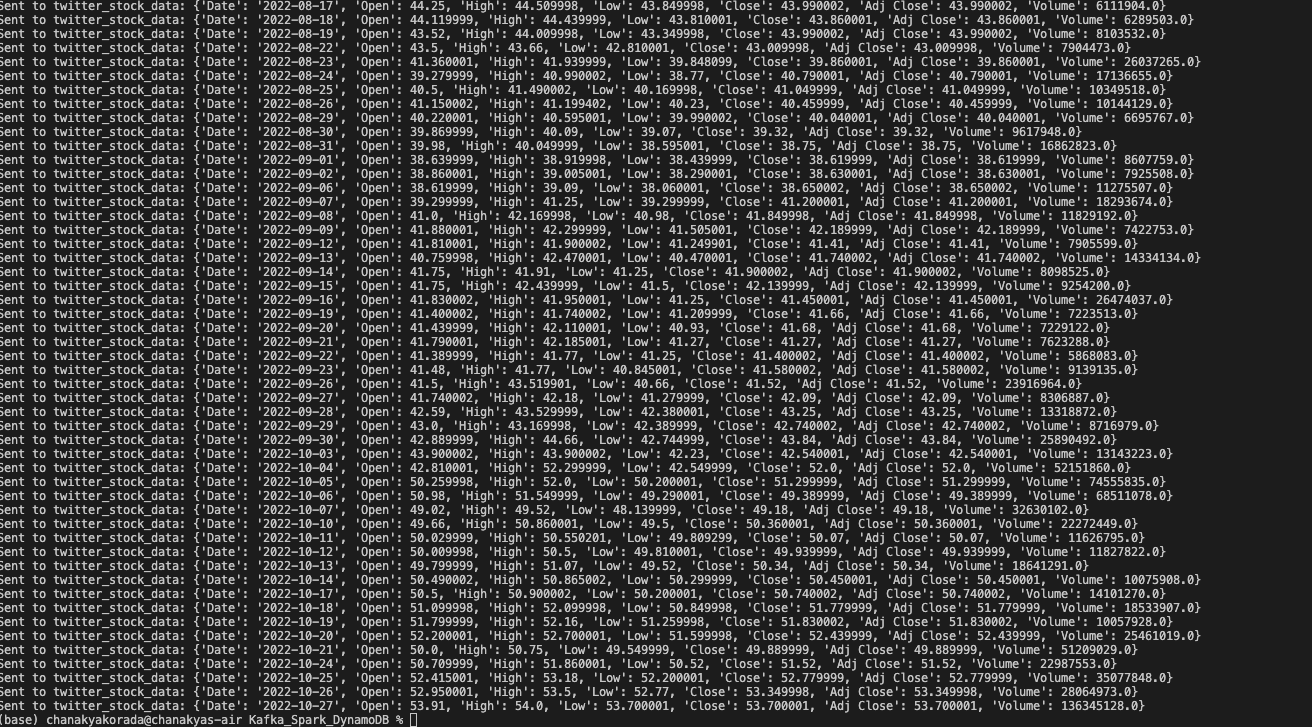 Sent to twitter_stock_data: {'Date': '2022-08-17', 'Open': 44.25, 'High': 44.509998, 'Low': 43.849998, 'Close': 43.990002, 'Adj Close': 43.990002, 'Volume': 6111904.0}
Sent to twitter_stock_data: {'Date': '2022-08-18', 'Open': 44.119999, 'High': 44.439999, 'Low': 43.810001, 'Close': 43.860001, 'Adj Close': 43.860001, 'Volume': 6289503.0}
Sent to twitter_stock_data: {'Date': '2022-08-19', 'Open': 43.52, 'High': 44.009998, 'Low': 43.349998, 'Close': 43.990002, 'Adj Close': 43.990002, 'Volume': 8103532.0}
Sent to twitter_stock_data: {'Date': '2022-08-22', 'Open': 43.5, 'High': 43.66, 'Low': 42.810001, 'Close': 43.009998, 'Adj Close': 43.009998, 'Volume': 7904473.0}
Sent to twitter_stock_data: {'Date': '2022-08-23', 'Open': 41.360001, 'High': 41.939999, 'Low': 39.848099, 'Close': 39.860001, 'Adj Close': 39.860001, 'Volume': 26037265.0}
Sent to twitter_stock_data: {'Date': '2022-08-24', 'Open': 39.279999, 'High': 40.990002, 'Low': 38.77, 'Close': 40.790001, 'Adj Close': 40.790001, 'Volume': 17136655.0}
Sent to twitter_stock_data: {'Date': '2022-08-25', 'Open': 40.5, 'High': 41.490002, 'Low': 40.169998, 'Close': 41.049999, 'Adj Close': 41.049999, 'Volume': 10349518.0}
Sent to twitter_stock_data: {'Date': '2022-08-26', 'Open': 41.150002, 'High': 41.199402, 'Low': 40.23, 'Close': 40.459999, 'Adj Close': 40.459999, 'Volume': 10144129.0}
Sent to twitter_stock_data: {'Date': '2022-08-29', 'Open': 40.220001, 'High': 40.595001, 'Low': 39.990002, 'Close': 40.040001, 'Adj Close': 40.040001, 'Volume': 6695767.0}
Sent to twitter_stock_data: {'Date': '2022-08-30', 'Open': 39.869999, 'High': 40.09, 'Low': 39.07, 'Close': 39.32, 'Adj Close': 39.32, 'Volume': 9617948.0}
Sent to twitter_stock_data: {'Date': '2022-08-31', 'Open': 39.98, 'High': 40.049999, 'Low': 38.595001, 'Close': 38.75, 'Adj Close': 38.75, 'Volume': 16862823.0}
Sent to twitter_stock_data: {'Date': '2022-09-01', 'Open': 38.639999, 'High': 38.919998, 'Low': 38.439999, 'Close': 38.619999, 'Adj Close': 38.619999, 'Volume': 8607759.0}
Sent to twitter_stock_data: {'Date': '2022-09-02', 'Open': 38.860001, 'High': 39.005001, 'Low': 38.299999, 'Close': 38.630001, 'Adj Close': 38.630001, 'Volume': 7925508.0}
Sent to twitter_stock_data: {'Date': '2022-09-06', 'Open': 38.619999, 'High': 39.09, 'Low': 38.060001, 'Close': 38.650002, 'Adj Close': 38.650002, 'Volume': 11275507.0}
Sent to twitter_stock_data: {'Date': '2022-09-07', 'Open': 39.299999, 'High': 41.25, 'Low': 39.299999, 'Close': 41.200001, 'Adj Close': 41.200001, 'Volume': 18293674.0}
Sent to twitter_stock_data: {'Date': '2022-09-08', 'Open': 41.0, 'High': 42.169998, 'Low': 40.98, 'Close': 41.849998, 'Adj Close': 41.849998, 'Volume': 11829192.0}
Sent to twitter_stock_data: {'Date': '2022-09-09', 'Open': 41.880001, 'High': 42.299999, 'Low': 41.505001, 'Close': 42.189999, 'Adj Close': 42.189999, 'Volume': 7422753.0}
Sent to twitter_stock_data: {'Date': '2022-09-12', 'Open': 41.810001, 'High': 41.900002, 'Low': 41.249901, 'Close': 41.41, 'Adj Close': 41.41, 'Volume': 7905599.0}
Sent to twitter_stock_data: {'Date': '2022-09-13', 'Open': 40.759998, 'High': 42.470001, 'Low': 40.470001, 'Close': 41.740002, 'Adj Close': 41.740002, 'Volume': 14334134.0}
Sent to twitter_stock_data: {'Date': '2022-09-14', 'Open': 41.75, 'High': 41.91, 'Low': 41.25, 'Close': 41.900002, 'Adj Close': 41.900002, 'Volume': 8098525.0}
Sent to twitter_stock_data: {'Date': '2022-09-15', 'Open': 41.75, 'High': 42.439999, 'Low': 41.5, 'Close': 42.139999, 'Adj Close': 42.139999, 'Volume': 9254200.0}
Sent to twitter_stock_data: {'Date': '2022-09-16', 'Open': 41.830002, 'High': 41.950001, 'Low': 41.25, 'Close': 41.450001, 'Adj Close': 41.450001, 'Volume': 26474037.0}
Sent to twitter_stock_data: {'Date': '2022-09-19', 'Open': 41.400002, 'High': 41.740002, 'Low': 41.209999, 'Close': 41.66, 'Adj Close': 41.66, 'Volume': 7223513.0}
Sent to twitter_stock_data: {'Date': '2022-09-20', 'Open': 41.439999, 'High': 42.110001, 'Low': 40.93, 'Close': 41.68, 'Adj Close': 41.68, 'Volume': 7229122.0}
Sent to twitter_stock_data: {'Date': '2022-09-21', 'Open': 41.790001, 'High': 42.185001, 'Low': 41.27, 'Close': 41.27, 'Adj Close': 41.27, 'Volume': 7623288.0}
Sent to twitter_stock_data: {'Date': '2022-09-22', 'Open': 41.389999, 'High': 41.77, 'Low': 41.25, 'Close': 41.400002, 'Adj Close': 41.400002, 'Volume': 5868083.0}
Sent to twitter_stock_data: {'Date': '2022-09-23', 'Open': 41.48, 'High': 41.77, 'Low': 40.845001, 'Close': 41.580002, 'Adj Close': 41.580002, 'Volume': 9139135.0}
Sent to twitter_stock_data: {'Date': '2022-09-26', 'Open': 41.5, 'High': 43.519901, 'Low': 40.66, 'Close': 41.52, 'Adj Close': 41.52, 'Volume': 23916964.0}
Sent to twitter_stock_data: {'Date': '2022-09-27', 'Open': 41.740002, 'High': 42.18, 'Low': 41.279999, 'Close': 42.09, 'Adj Close': 42.09, 'Volume': 8306887.0}
Sent to twitter_stock_data: {'Date': '2022-09-28', 'Open': 42.59, 'High': 43.529999, 'Low': 42.380001, 'Close': 43.25, 'Adj Close': 43.25, 'Volume': 13318872.0}
Sent to twitter_stock_data: {'Date': '2022-09-29', 'Open': 43.0, 'High': 43.169998, 'Low': 42.389999, 'Close': 42.740002, 'Adj Close': 42.740002, 'Volume': 8716979.0}
Sent to twitter_stock_data: {'Date': '2022-09-30', 'Open': 42.889999, 'High': 44.66, 'Low': 42.744999, 'Close': 43.84, 'Adj Close': 43.84, 'Volume': 25890492.0}
Sent to twitter_stock_data: {'Date': '2022-10-03', 'Open': 43.900002, 'High': 43.900002, 'Low': 42.23, 'Close': 42.540001, 'Adj Close': 42.540001, 'Volume': 13143223.0}
Sent to twitter_stock_data: {'Date': '2022-10-04', 'Open': 42.810001, 'High': 52.299999, 'Low': 42.549999, 'Close': 52.0, 'Adj Close': 52.0, 'Volume': 52151860.0}
Sent to twitter_stock_data: {'Date': '2022-10-05', 'Open': 50.259998, 'High': 52.0, 'Low': 50.200001, 'Close': 51.299999, 'Adj Close': 51.299999, 'Volume': 74555835.0}
Sent to twitter_stock_data: {'Date': '2022-10-06', 'Open': 50.98, 'High': 51.549999, 'Low': 49.290001, 'Close': 49.389999, 'Adj Close': 49.389999, 'Volume': 68511078.0}
Sent to twitter_stock_data: {'Date': '2022-10-07', 'Open': 49.02, 'High': 49.52, 'Low': 48.139999, 'Close': 49.18, 'Adj Close': 49.18, 'Volume': 32630102.0}
Sent to twitter_stock_data: {'Date': '2022-10-10', 'Open': 49.66, 'High': 50.860001, 'Low': 49.5, 'Close': 50.360001, 'Adj Close': 50.360001, 'Volume': 22272449.0}
Sent to twitter_stock_data: {'Date': '2022-10-11', 'Open': 50.029999, 'High': 50.550201, 'Low': 49.809299, 'Close': 50.07, 'Adj Close': 50.07, 'Volume': 11626795.0}
Sent to twitter_stock_data: {'Date': '2022-10-12', 'Open': 50.009998, 'High': 50.5, 'Low': 49.810001, 'Close': 49.939999, 'Adj Close': 49.939999, 'Volume': 11827822.0}
Sent to twitter_stock_data: {'Date': '2022-10-13', 'Open': 49.799999, 'High': 51.07, 'Low': 49.52, 'Close': 50.34, 'Adj Close': 50.34, 'Volume': 18641291.0}
Sent to twitter_stock_data: {'Date': '2022-10-14', 'Open': 50.490002, 'High': 50.865002, 'Low': 50.299999, 'Close': 50.450001, 'Adj Close': 50.450001, 'Volume': 10075908.0}
Sent to twitter_stock_data: {'Date': '2022-10-17', 'Open': 50.5, 'High': 50.900002, 'Low': 50.200001, 'Close': 50.740002, 'Adj Close': 50.740002, 'Volume': 14101270.0}
Sent to twitter_stock_data: {'Date': '2022-10-18', 'Open': 51.099998, 'High': 52.099998, 'Low': 50.849998, 'Close': 51.779999, 'Adj Close': 51.779999, 'Volume': 18533907.0}
Sent to twitter_stock_data: {'Date': '2022-10-19', 'Open': 51.799999, 'High': 52.16, 'Low': 51.259998, 'Close': 51.830002, 'Adj Close': 51.830002, 'Volume': 10057928.0}
Sent to twitter_stock_data: {'Date': '2022-10-20', 'Open': 52.200001, 'High': 52.700001, 'Low': 51.599998, 'Close': 52.439999, 'Adj Close': 52.439999, 'Volume': 25461019.0}
Sent to twitter_stock_data: {'Date': '2022-10-21', 'Open': 50.0, 'High': 50.75, 'Low': 49.549999, 'Close': 49.889999, 'Adj Close': 49.889999, 'Volume': 51209029.0}
Sent to twitter_stock_data: {'Date': '2022-10-24', 'Open': 50.709999, 'High': 51.860001, 'Low': 50.52, 'Close': 51.52, 'Adj Close': 51.52, 'Volume': 22987553.0}
Sent to twitter_stock_data: {'Date': '2022-10-25', 'Open': 52.415001, 'High': 53.18, 'Low': 52.200001, 'Close': 52.779999, 'Adj Close': 52.779999, 'Volume': 35077848.0}
Sent to twitter_stock_data: {'Date': '2022-10-26', 'Open': 52.950001, 'High': 53.5, 'Low': 52.77, 'Close': 53.349998, 'Adj Close': 53.349998, 'Volume': 28064973.0}
Sent to twitter_stock_data: {'Date': '2022-10-27', 'Open': 53.91, 'High': 54.0, 'Low': 53.700001, 'Close': 53.700001, 'Adj Close': 53.700001, 'Volume': 136345128.0}
(base) chanakyakorada@chanakyas-air Kafka_Spark_DynamoDB %